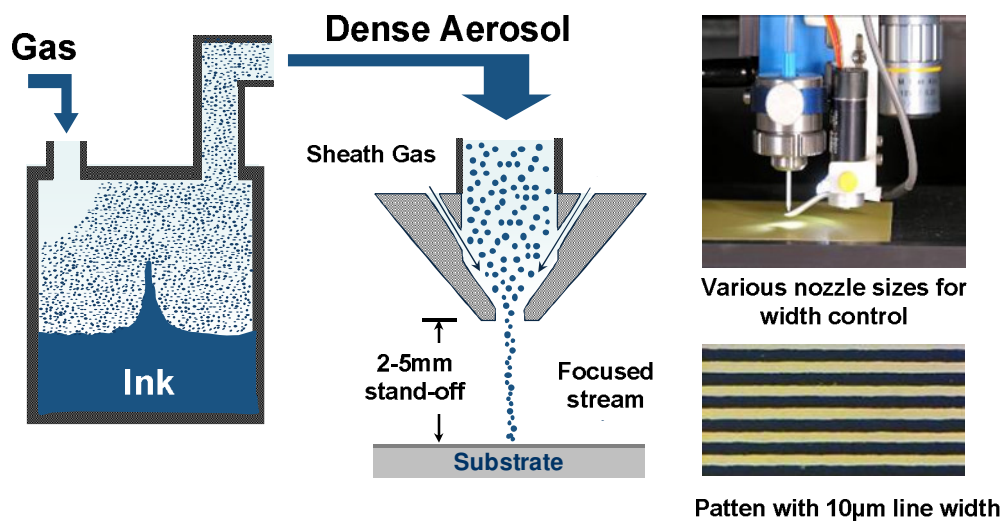 Gas
Dense Aerosol
Sheath Gas
Ink
2-5mm
stand-off
Focused
stream
Substrate
Various nozzle sizes for
width control
Patten with 10µm line width